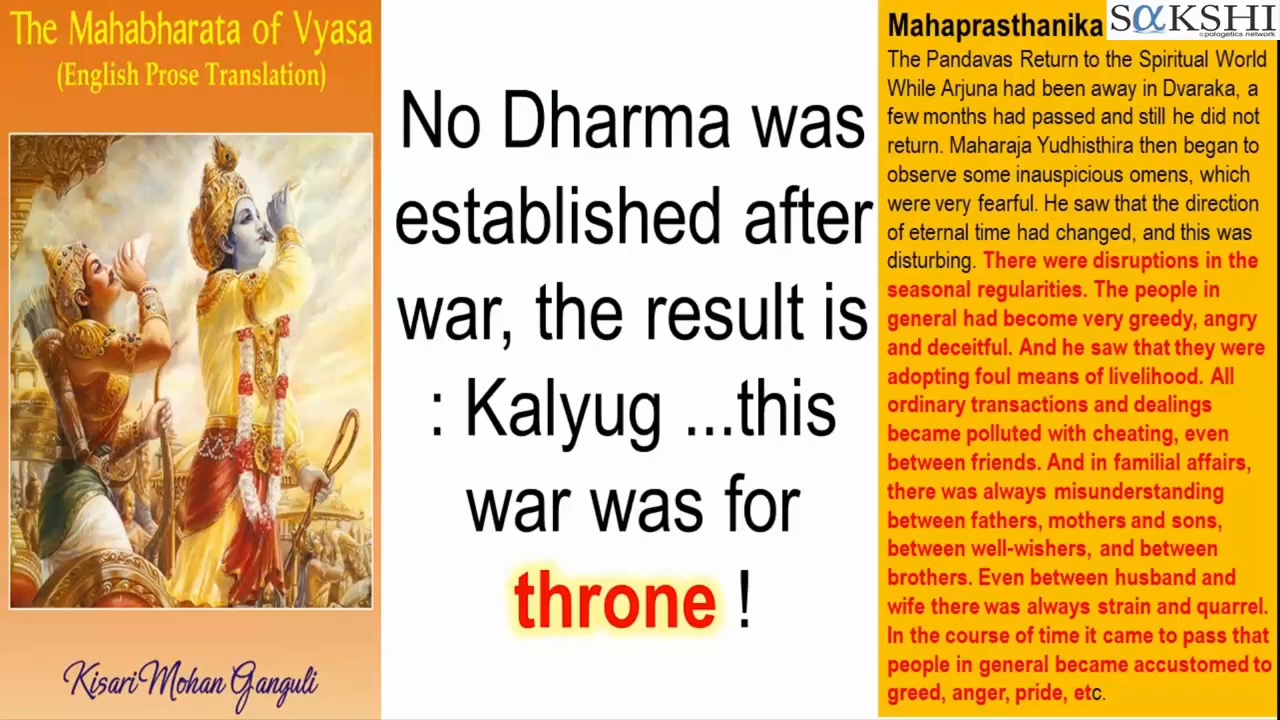 The Mahabharata of Vyasa
(English Prose Translation)
Kisari Mohan Ganguli
No Dharma was
established after
war, the result is
: Kalyug ...this
war was for
throne !
SαKSHI
apologetics network
Mahaprasthanika
The Pandavas Return to the Spiritual World
While Arjuna had been away in Dvaraka, a
few months had passed and still he did not
return. Maharaja Yudhisthira then began to
observe some inauspicious omens, which
were very fearful. He saw that the direction
of eternal time had changed, and this was
disturbing. There were disruptions in the
seasonal regularities. The people in
general had become very greedy, angry
and deceitful. And he saw that they were
adopting foul means of livelihood. All
ordinary transactions and dealings
became polluted with cheating, even
between friends. And in familial affairs,
there was always misunderstanding
between fathers, mothers and sons,
between well-wishers, and between
brothers. Even between husband and
wife there was always strain and quarrel.
In the course of time it came to pass that
people in general became accustomed to
greed, anger, pride, etc.